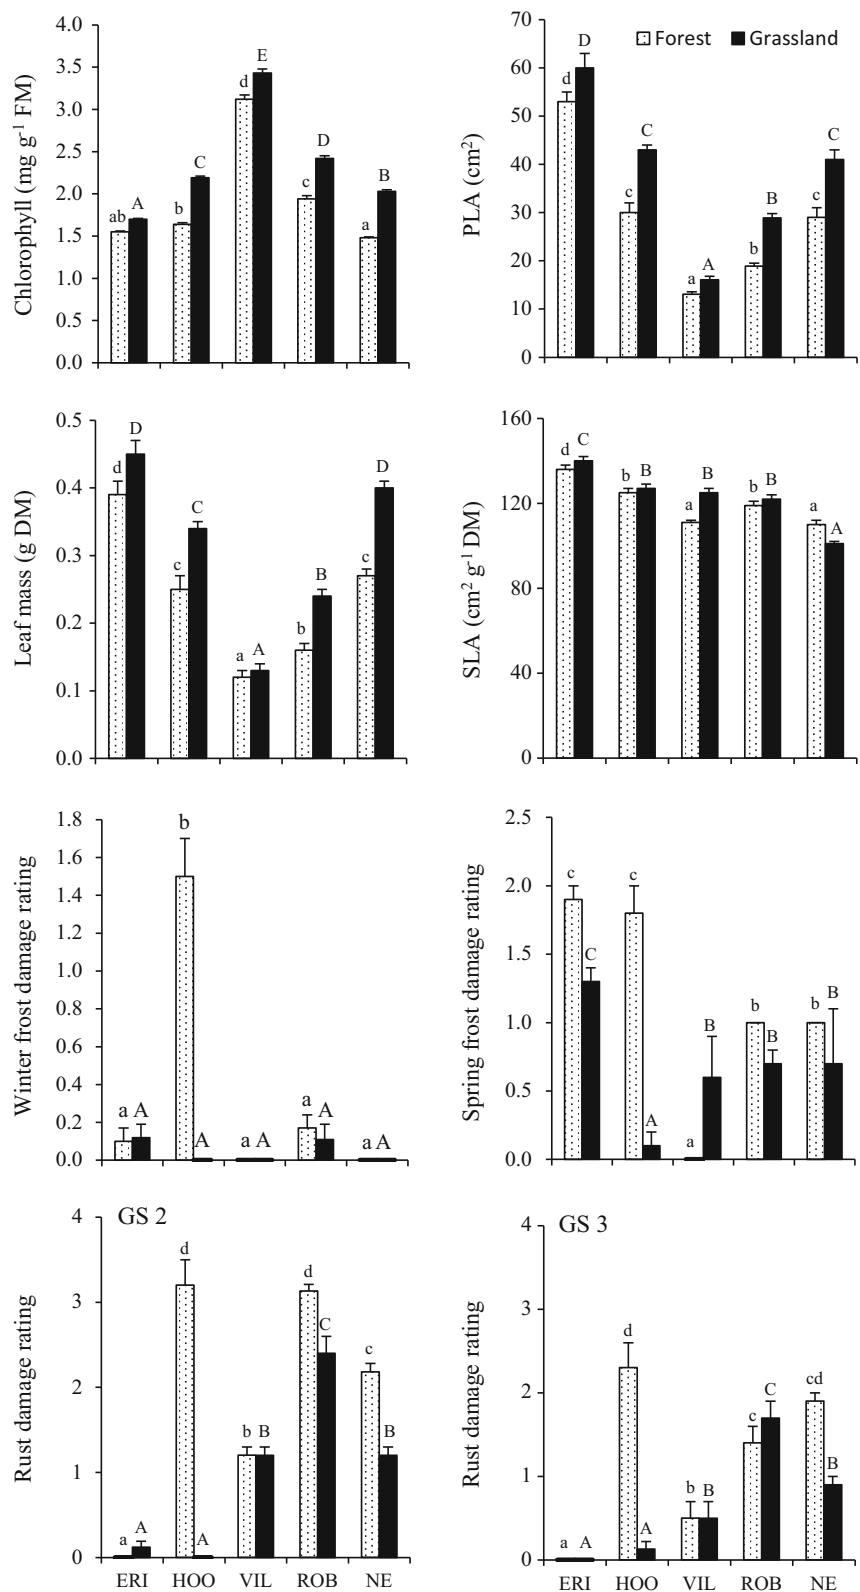 Chlorophyll (mg g⁻¹ FM)
4.0
3.5
3.0
2.5
2.0
1.5
1.0
0.5
0.0
ab A b C d E c D a B
PLA (cm²)
70
60
50
40
30
20
10
0
Forest Grassland
d D c C a A b B c C
Leaf mass (g DM)
0.5
0.4
0.3
0.2
0.1
0.0
d D c C a A b B c D
SLA (cm² g⁻¹ DM)
160
120
80
40
0
d C b B a B b B a A
Winter frost damage rating
1.8
1.6
1.4
1.2
1.0
0.8
0.6
0.4
0.2
0.0
a A b A a A a A a A
Spring frost damage rating
2.5
2.0
1.5
1.0
0.5
0.0
c C c A a B b B b B
GS 2
Rust damage rating
4
3
2
1
0
a A d A b B d C c B
ERI HOO VIL ROB NE
GS 3
Rust damage rating
4
3
2
1
0
a A d A b B c C cd B
ERI HOO VIL ROB NE